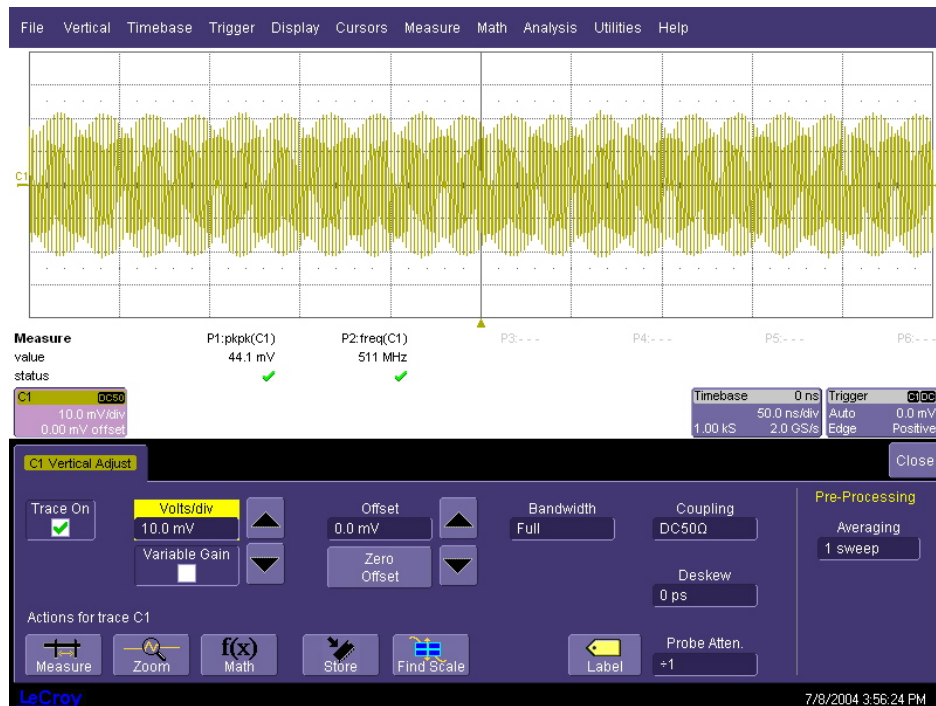 File Vertical Timebase Trigger Display Cursors Measure Math Analysis Utilities Help
C1
Measure P1:pkpk(C1) P2:freq(C1) P3:- - - P4:- - - P5:- - - P6:- - -
value 44.1 mV 511 MHz
status
C1 DC50
10.0 mV/div
0.00 mV offset
Timebase 0 ns
50.0 ns/div
1.00 kS 2.0 GS/s
Trigger C1 DC
Auto 0.0 mV
Edge Positive
C1 Vertical Adjust
Close
Trace On
Volts/div
10.0 mV
Variable Gain
Offset
0.0 mV
Zero
Offset
Bandwidth
Full
Coupling
DC50Ω
Deskew
0 ps
Probe Atten.
÷1
Pre-Processing
Averaging
1 sweep
Actions for trace C1
Measure
Zoom
f(x)
Math
Store
Find Scale
Label
LeCroy
7/8/2004 3:56:24 PM